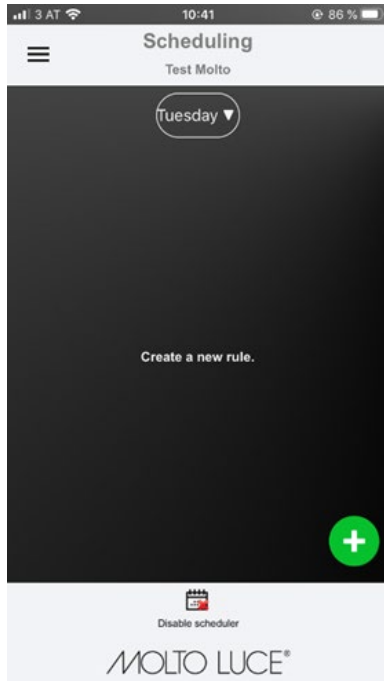 3 AT 10:41 86 %
Scheduling
Test Molto
Tuesday ▼
Create a new rule.
Disable scheduler
MOLTO LUCE®